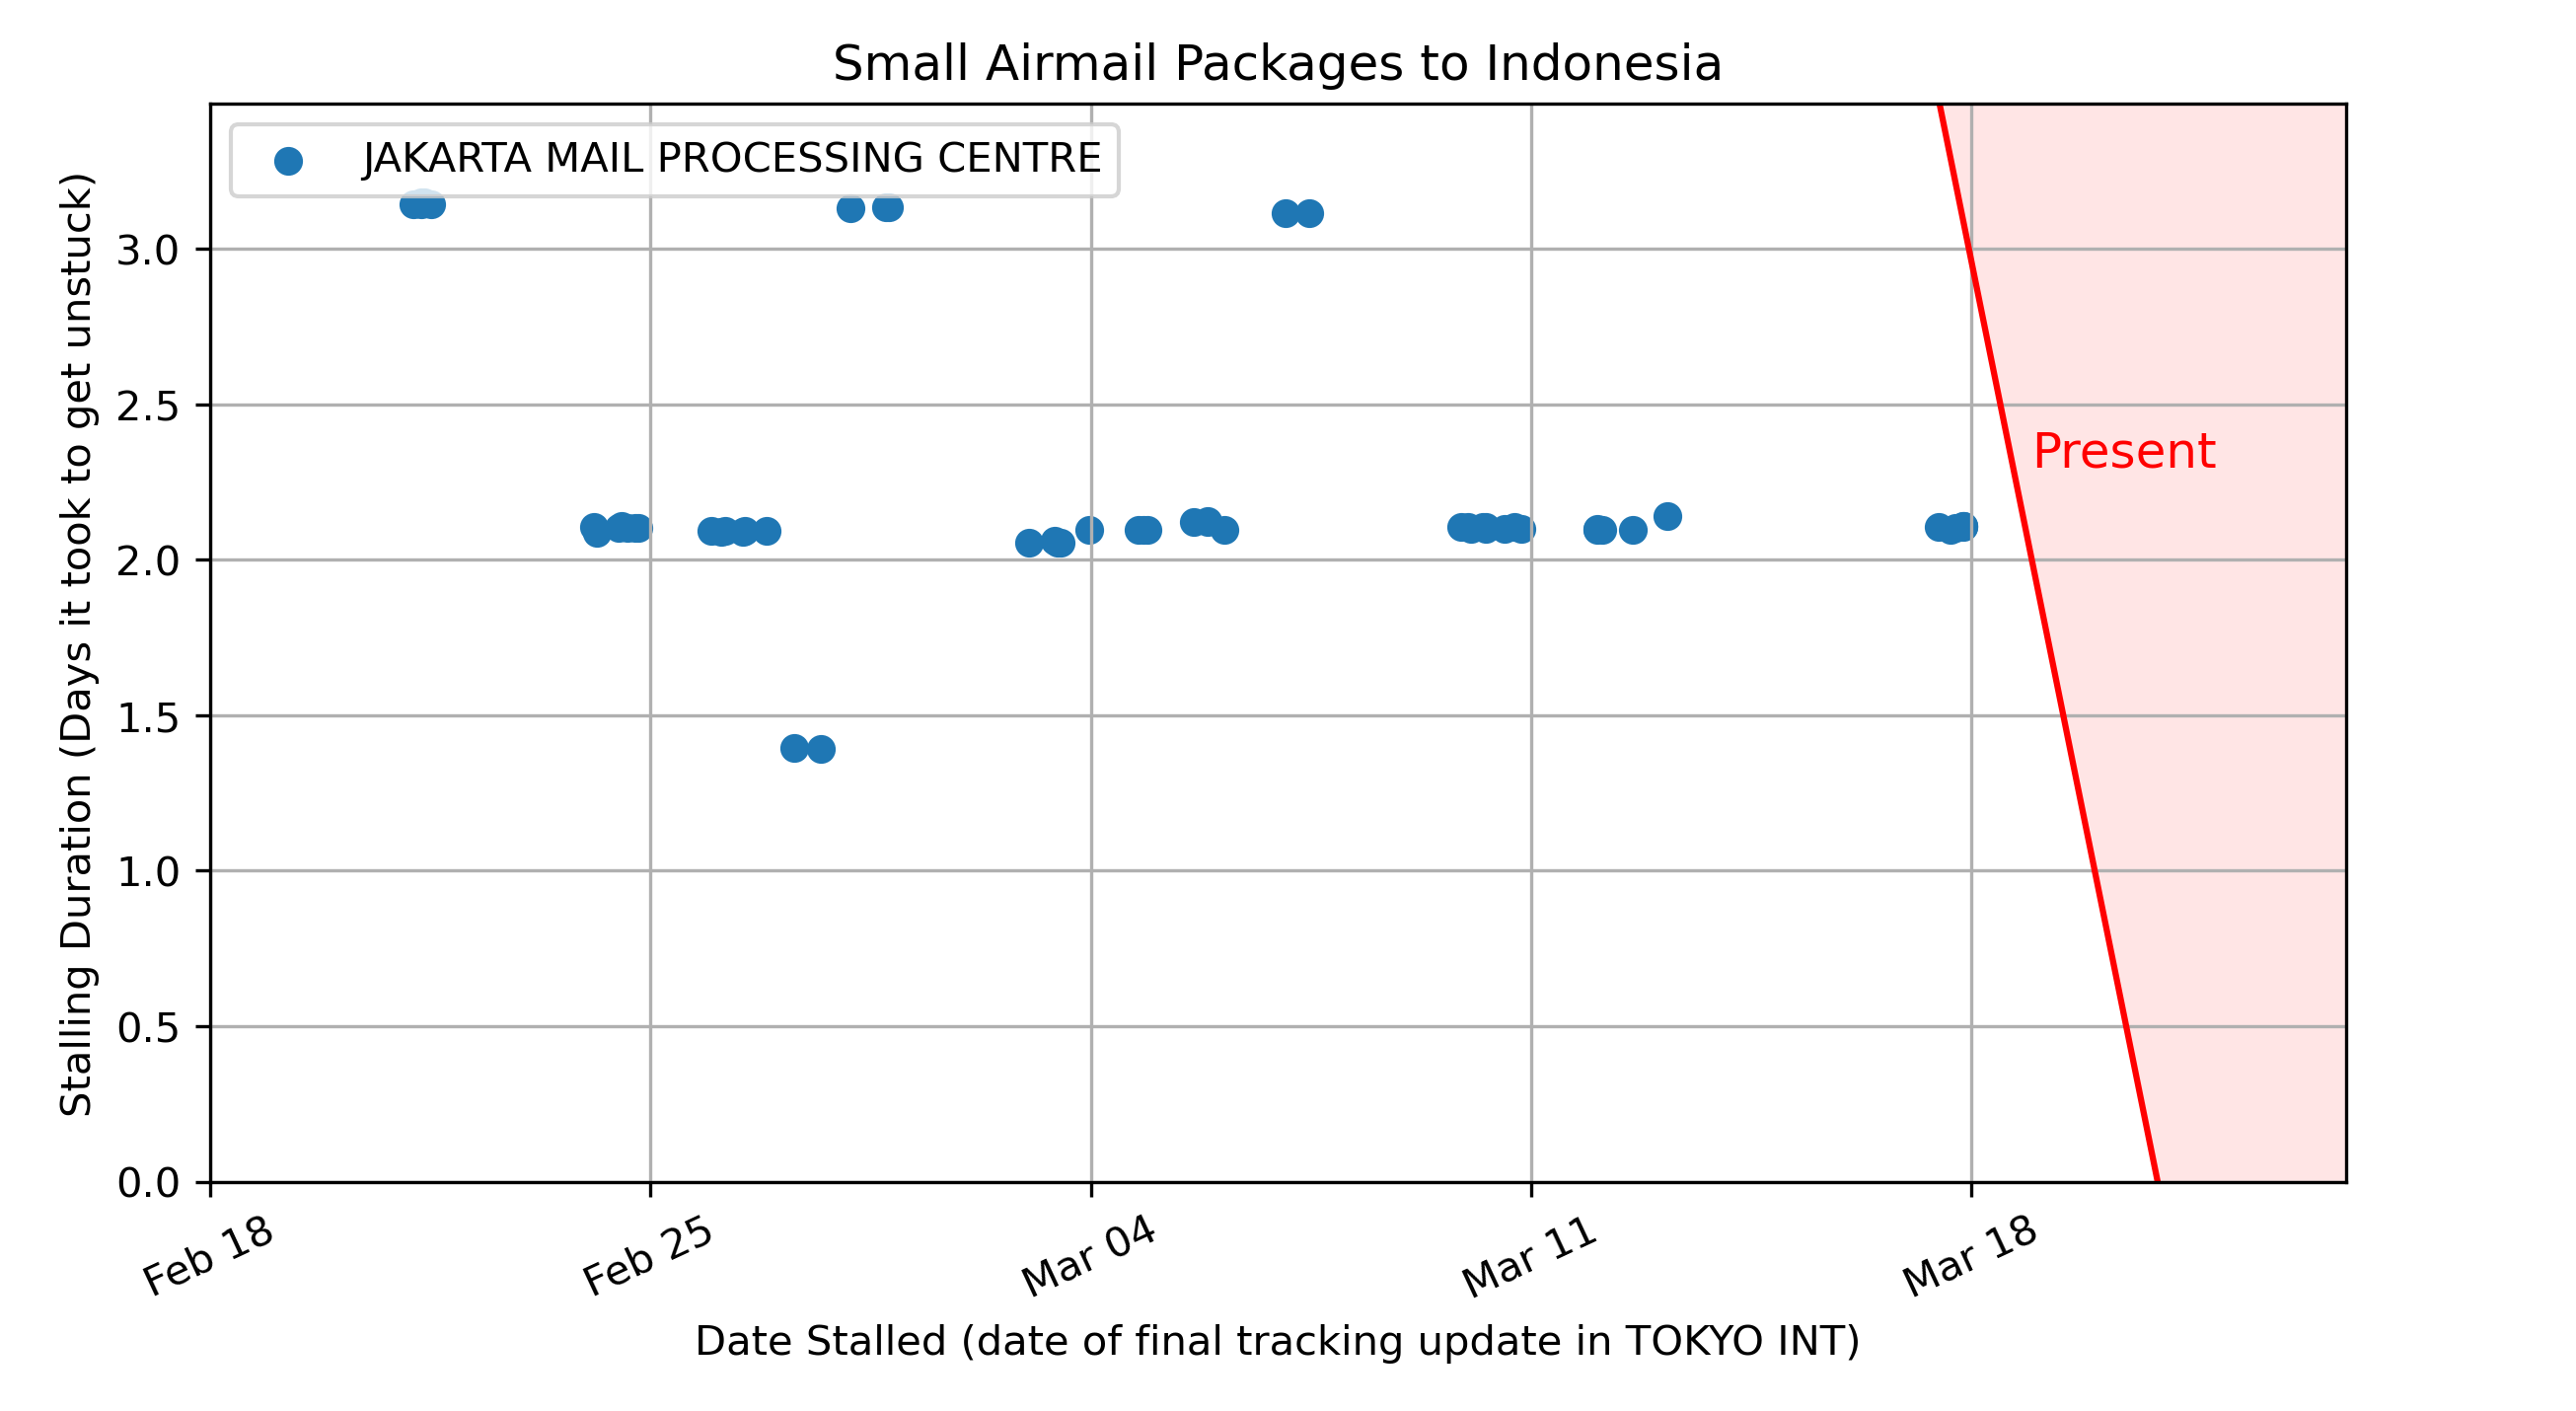 Small Airmail Packages to Indonesia
JAKARTA MAIL PROCESSING CENTRE
Stalling Duration (Days it took to get unstuck)
3.0
2.5
2.0
1.5
1.0
0.5
0.0
Present
Feb 18
Feb 25
Mar 04
Mar 11
Mar 18
Date Stalled (date of final tracking update in TOKYO INT)